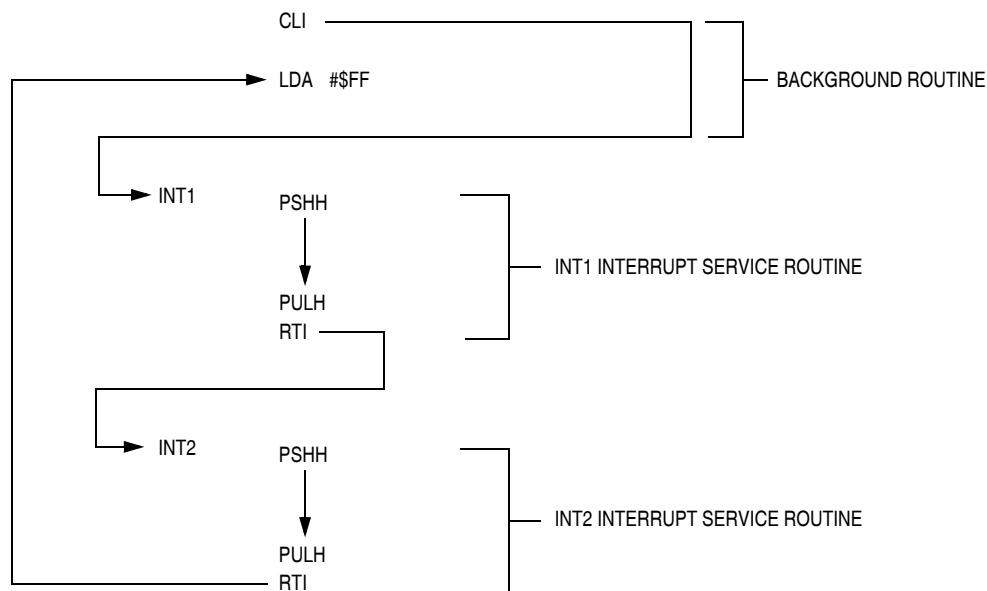 CLI
LDA #$FF
BACKGROUND ROUTINE
INT1
PSHH
INT1 INTERRUPT SERVICE ROUTINE
PULH
RTI
INT2
PSHH
INT2 INTERRUPT SERVICE ROUTINE
PULH
RTI